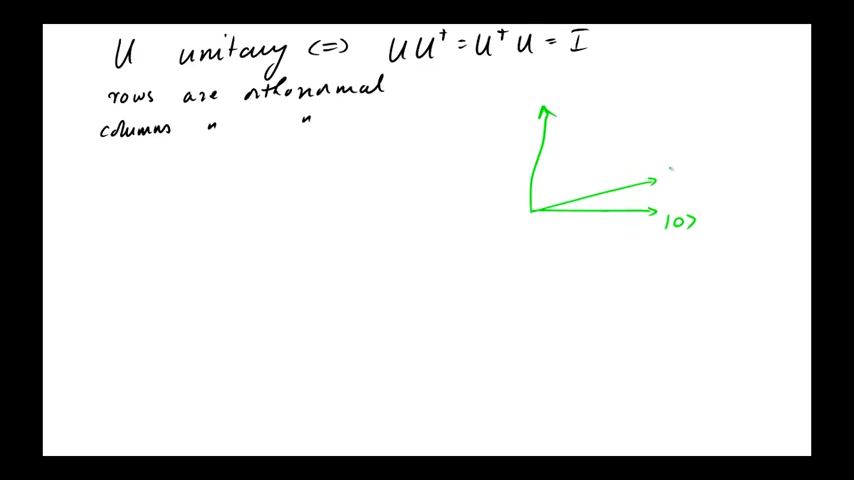 U unitary <=> UU† = U†U = I
rows are orthonormal
columns " "
|0>